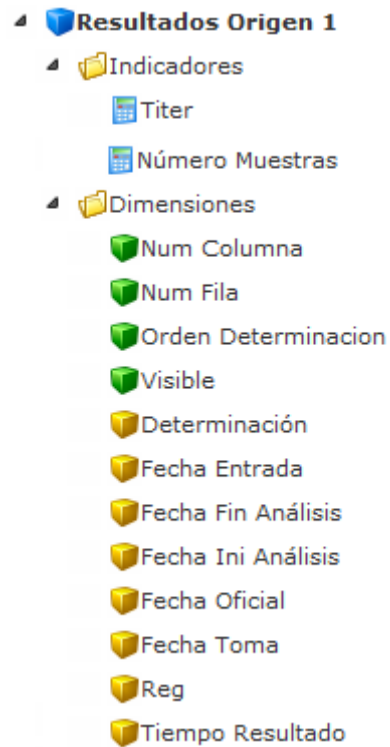 Resultados Origen 1
Indicadores
Titer
Número Muestras
Dimensiones
Num Columna
Num Fila
Orden Determinacion
Visible
Determinación
Fecha Entrada
Fecha Fin Análisis
Fecha Ini Análisis
Fecha Oficial
Fecha Toma
Reg
Tiempo Resultado